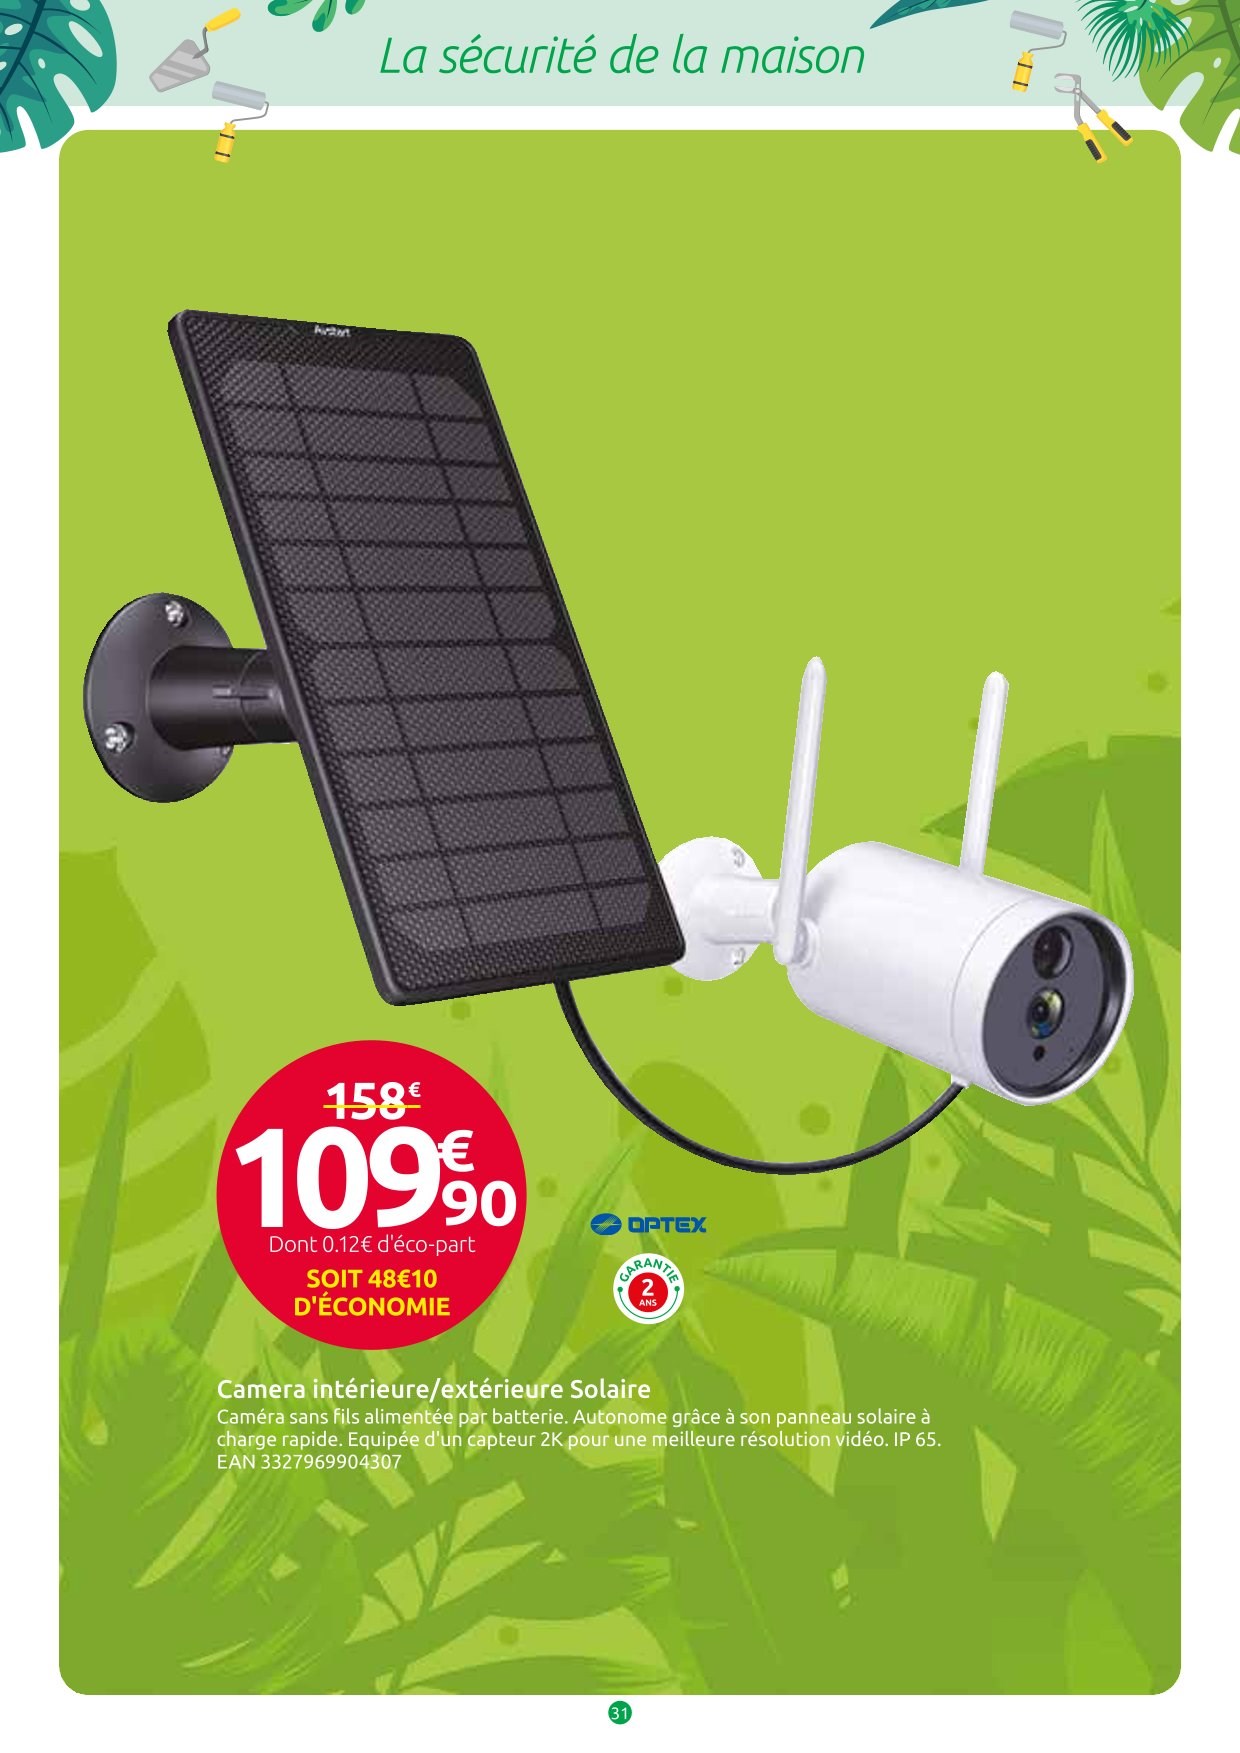 La sécurité de la maison
158€
109€90
Dont 0.12€ d'éco-part
SOIT 48€10
D'ÉCONOMIE
OPTEX
GARANTIE
2
ANS
Camera intérieure/extérieure Solaire
Caméra sans fils alimentée par batterie. Autonome grâce à son panneau solaire à
charge rapide. Equipée d'un capteur 2K pour une meilleure résolution vidéo. IP 65.
EAN 3327969904307
31